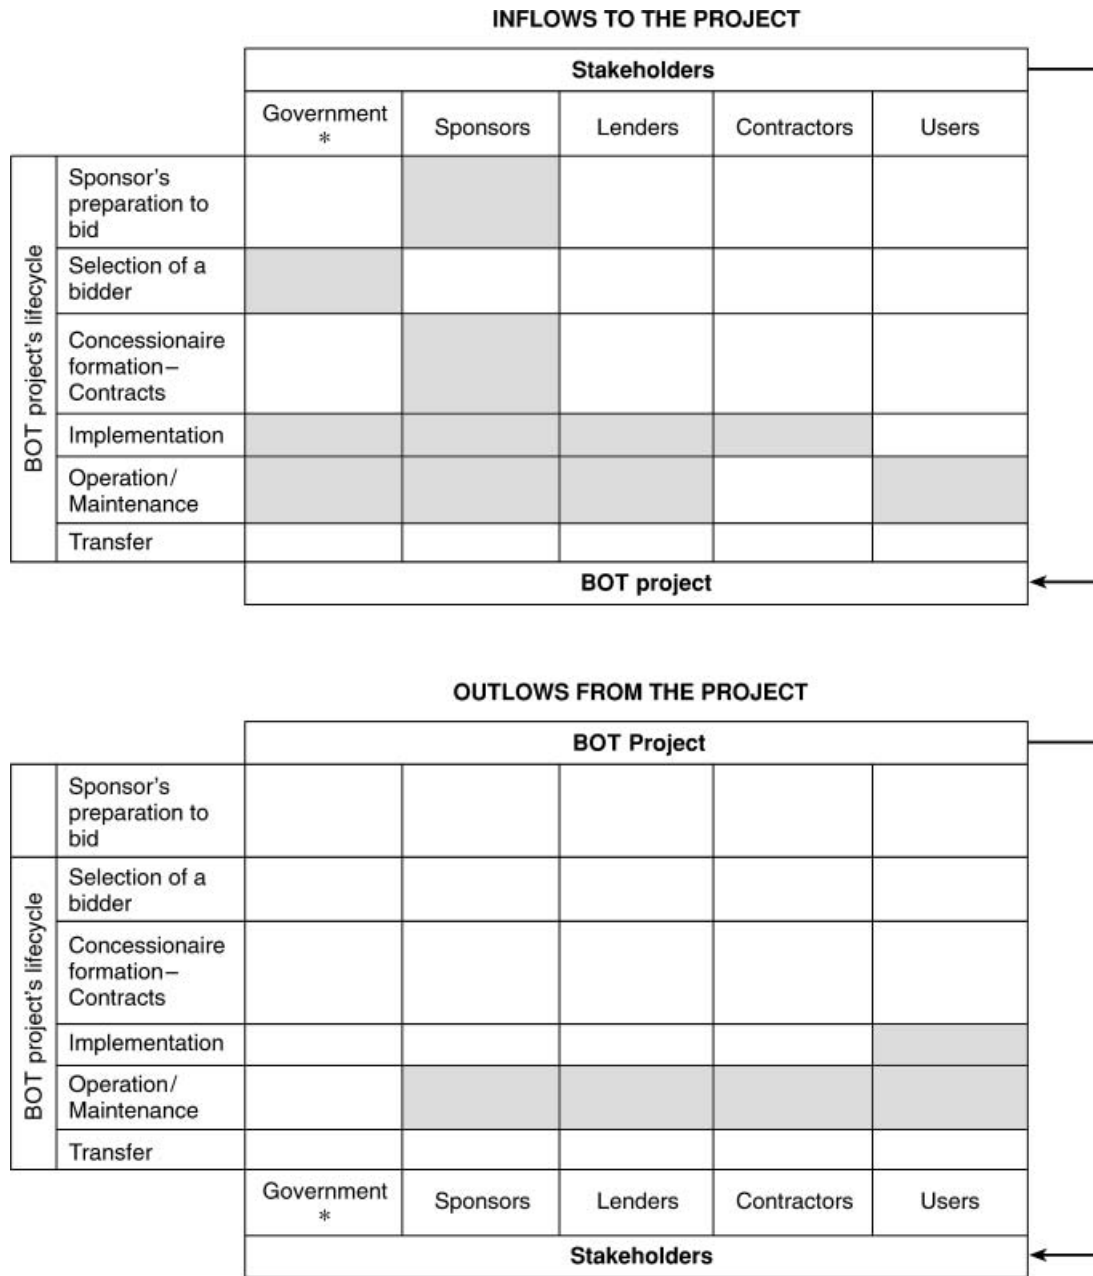 INFLOWS TO THE PROJECT
Stakeholders
Government
*
Sponsors
Lenders
Contractors
Users
BOT project's lifecycle
Sponsor's
preparation to
bid
Selection of a
bidder
Concessionaire
formation–
Contracts
Implementation
Operation/
Maintenance
Transfer
BOT project
OUTLOWS FROM THE PROJECT
BOT Project
BOT project's lifecycle
Sponsor's
preparation to
bid
Selection of a
bidder
Concessionaire
formation–
Contracts
Implementation
Operation/
Maintenance
Transfer
Government
*
Sponsors
Lenders
Contractors
Users
Stakeholders